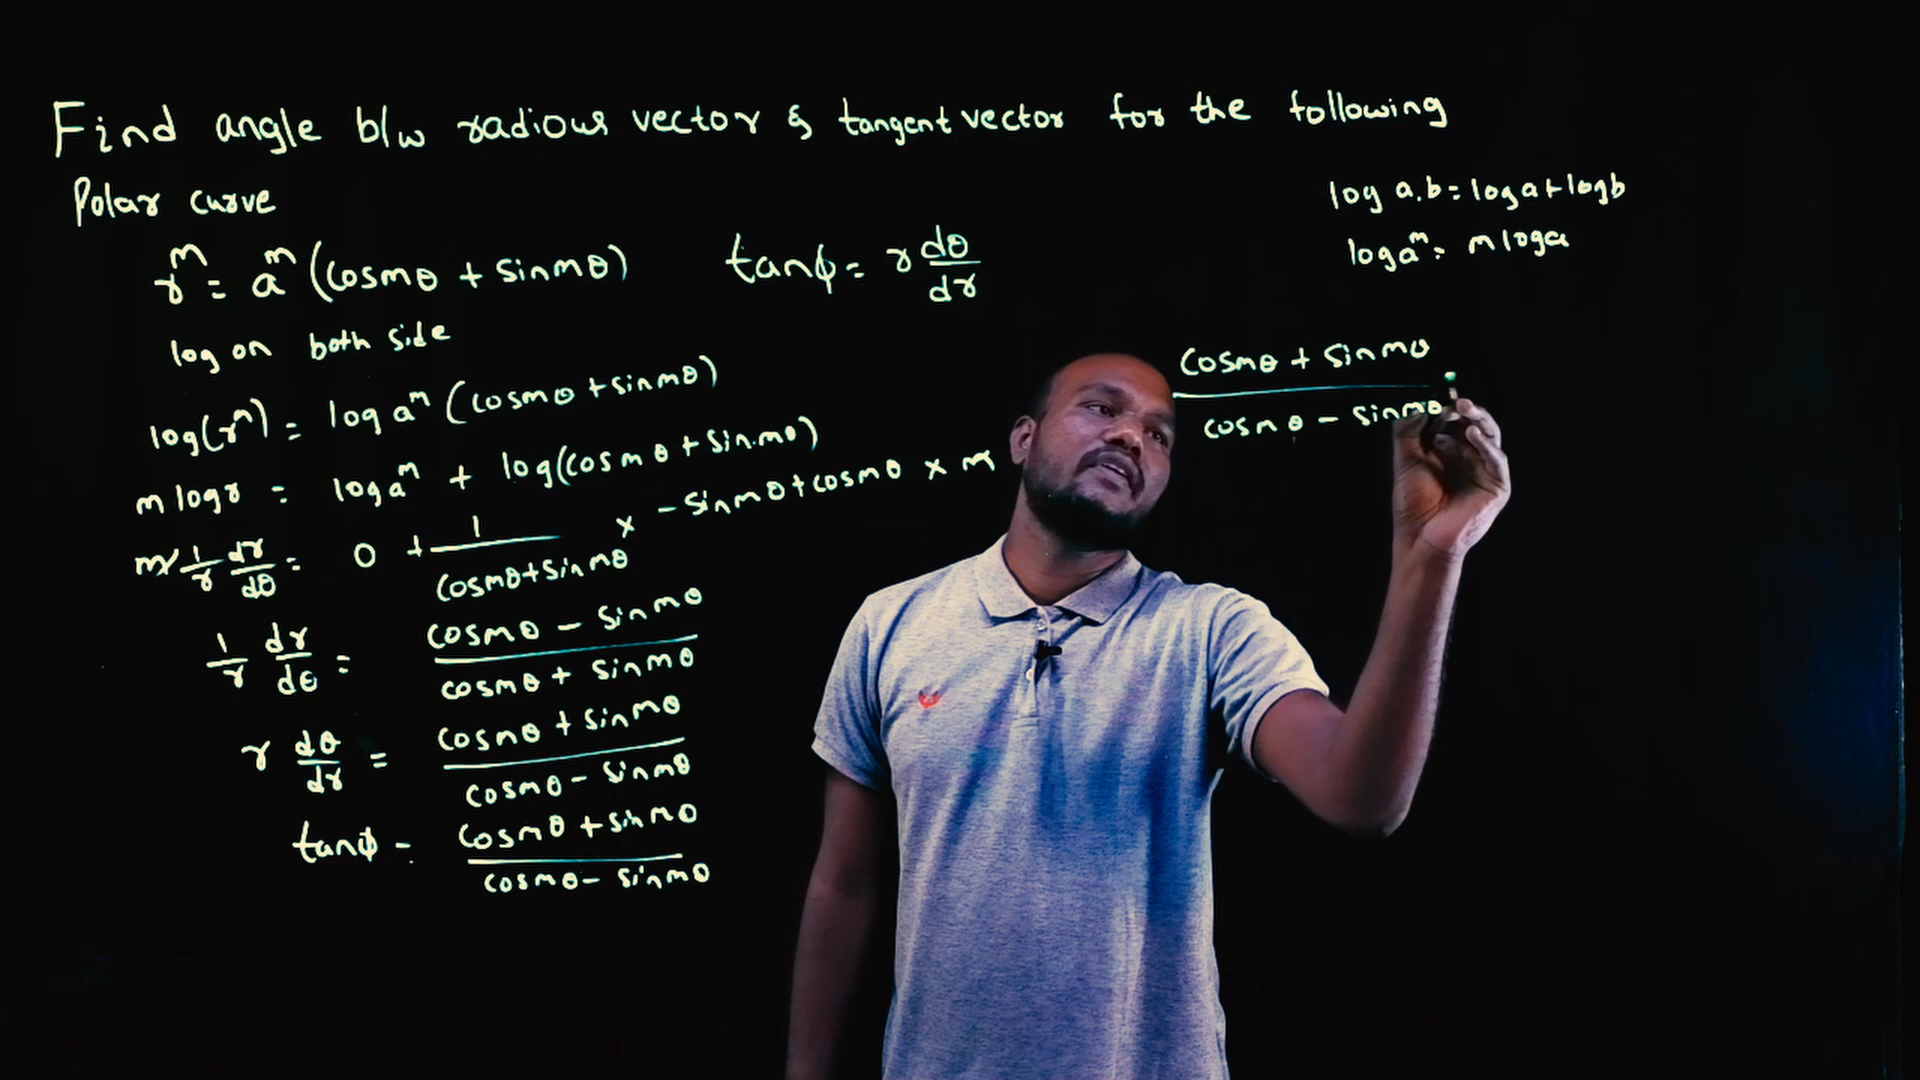 Find angle b/w radious vector & tangent vector for the following
Polar curve
r^m = a^m (cosmθ + sinmθ)
tanϕ = r dθ/dr
log a.b = log a + log b
log a^m = m log a
log on both side
log(r^m) = log a^m (cosmθ + sinmθ)
m log r = log a^m + log(cosmθ + sinmθ)
m × 1/r dr/dθ = 0 + 1/(cosmθ + sinmθ) × -sinmθ + cosmθ × m
1/r dr/dθ = (cosmθ - sinmθ)/(cosmθ + sinmθ)
r dθ/dr = (cosmθ + sinmθ)/(cosmθ - sinmθ)
tanϕ = (cosmθ + sinmθ)/(cosmθ - sinmθ)
(cosmθ + sinmθ)/(cosmθ - sinmθ)